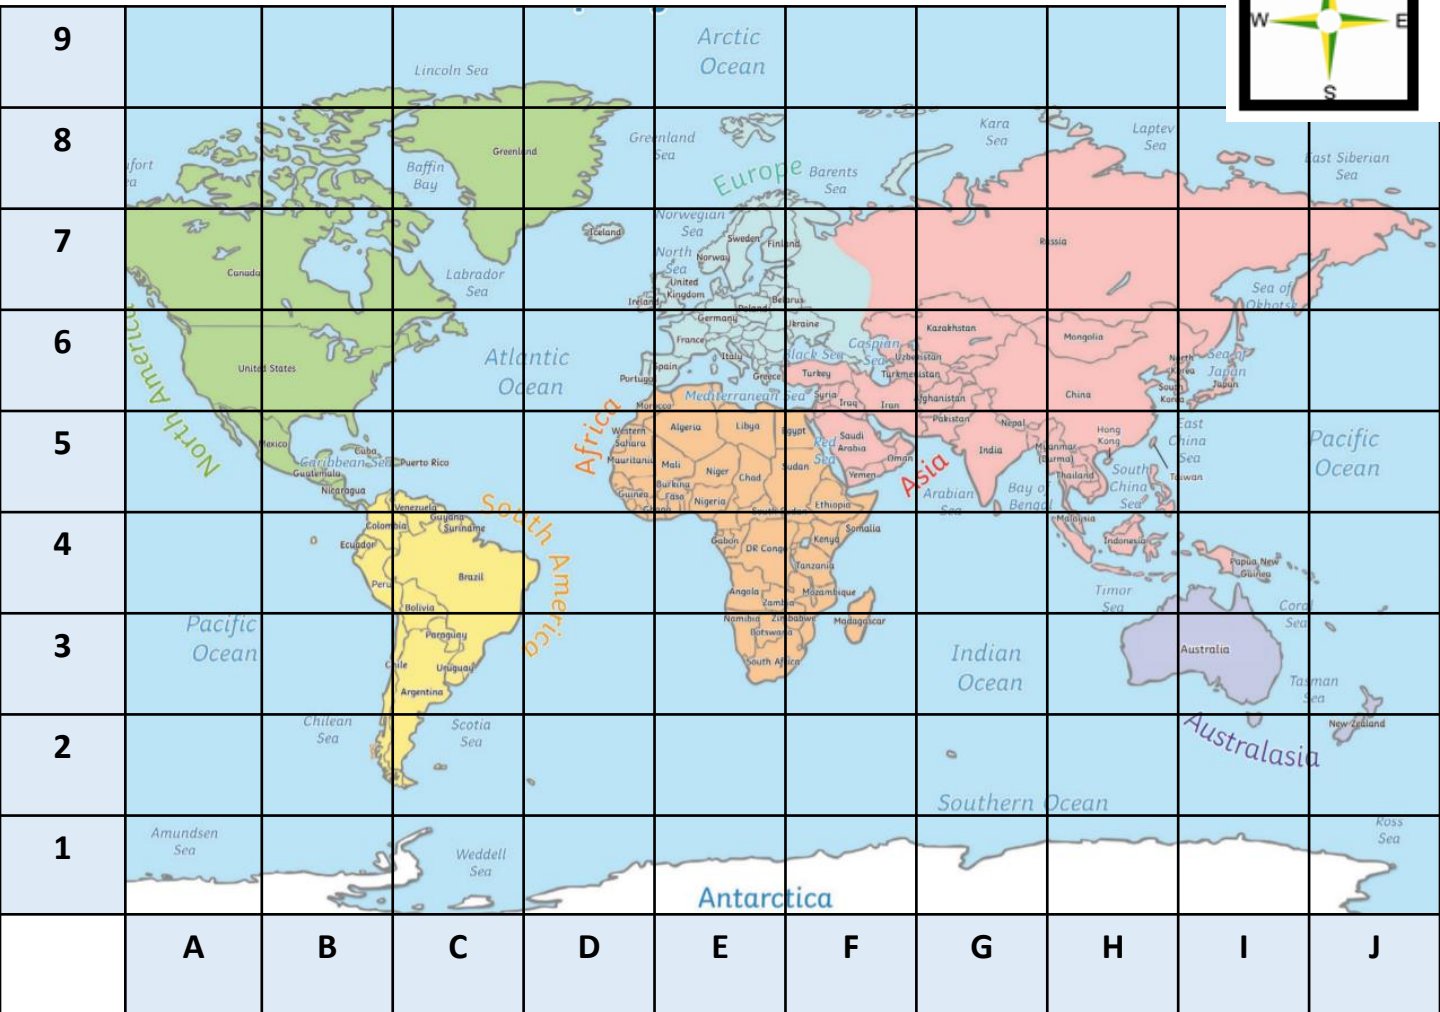 W E
S
9
Arctic
Ocean
Lincoln Sea
8
Greenland
Greenland
Sea
Kara
Sea
Laptev
Sea
East Siberian
Sea
Baffin
Bay
Europe
Barents
Sea
7
Norwegian
Sea
Iceland
Sweden
Finland
Russia
North
Sea
Norway
Canada
Labrador
Sea
United
Kingdom
Ireland
Belarus
Poland
Sea of
Okhotsk
6
North America
Germany
Ukraine
Kazakhstan
Mongolia
France
Atlantic
Ocean
Italy
Black Sea
Caspian
Sea
Uzbekistan
North
Korea
Sea of
Japan
United States
Spain
Portugal
Greece
Turkey
Turkmenistan
South
Korea
Japan
Mediterranean Sea
Syria
Iraq
Iran
Afghanistan
China
Morocco
5
Africa
Algeria
Libya
Egypt
Pakistan
Nepal
Hong
Kong
East
China
Sea
Pacific
Ocean
Western
Sahara
Red
Sea
Saudi
Arabia
Mexico
Cuba
India
Myanmar
(Burma)
Caribbean Sea
Puerto Rico
Mauritania
Mali
Niger
Chad
Sudan
Oman
Yemen
Asia
Guatemala
Thailand
South
China
Sea
Taiwan
Nicaragua
Burkina
Faso
Guinea
Nigeria
Ghana
Ethiopia
South Sudan
Arabian
Sea
Bay of
Bengal
South America
Venezuela
4
Guyana
Suriname
Colombia
Ecuador
Malaysia
Somalia
Gabon
DR Congo
Kenya
Indonesia
Papua New
Guinea
Peru
Brazil
Tanzania
Angola
Zambia
Mozambique
Timor
Sea
Bolivia
Coral
Sea
3
Pacific
Ocean
Namibia
Zimbabwe
Madagascar
Paraguay
Botswana
Indian
Ocean
Australia
Chile
Uruguay
South Africa
Argentina
Tasman
Sea
2
Chilean
Sea
Scotia
Sea
New Zealand
Australasia
Southern Ocean
1
Amundsen
Sea
Weddell
Sea
Ross
Sea
Antarctica
A B C D E F G H I J